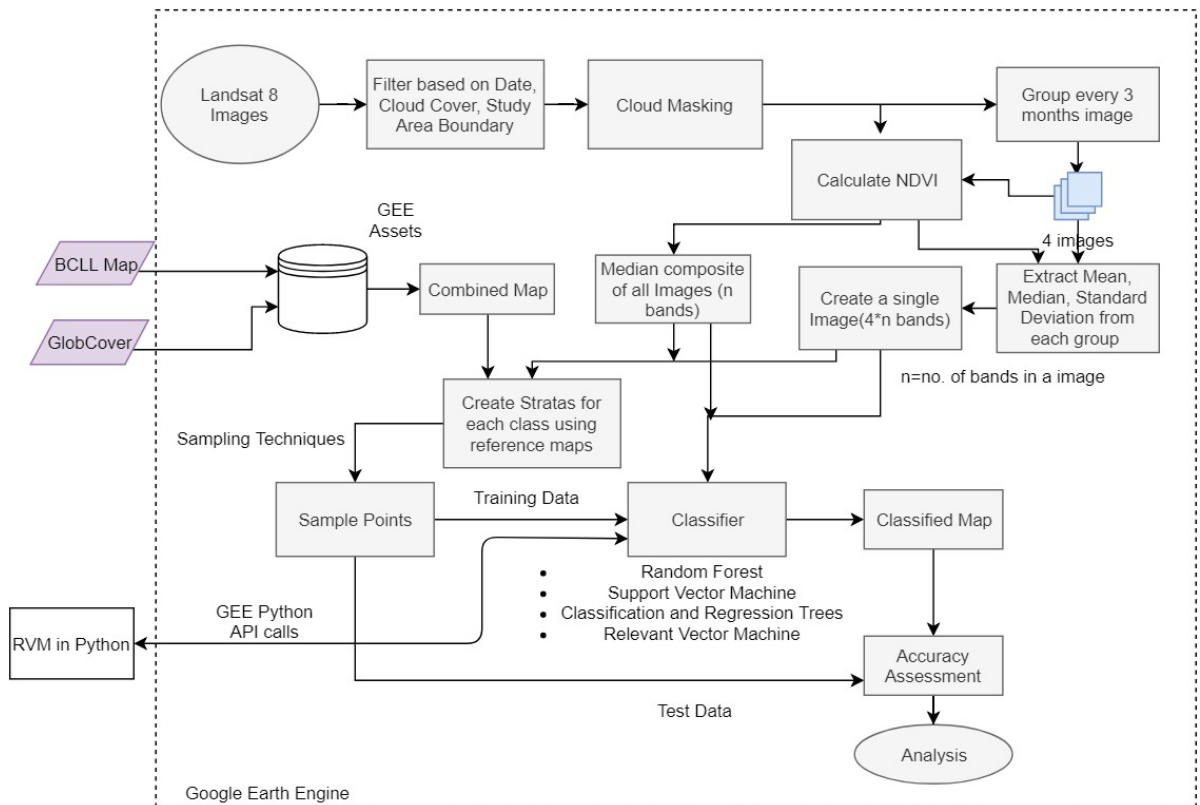 Landsat 8
Images
Filter based on Date,
Cloud Cover, Study
Area Boundary
Cloud Masking
Group every 3
months image
Calculate NDVI
4 images
GEE
Assets
BCLL Map
GlobCover
Combined Map
Median composite
of all Images (n
bands)
Create a single
Image(4*n bands)
Extract Mean,
Median, Standard
Deviation from
each group
n=no. of bands in a image
Create Stratas for
each class using
reference maps
Sampling Techniques
Sample Points
Training Data
Classifier
Classified Map
• Random Forest
• Support Vector Machine
• Classification and Regression Trees
• Relevant Vector Machine
GEE Python
API calls
RVM in Python
Accuracy
Assessment
Test Data
Analysis
Google Earth Engine